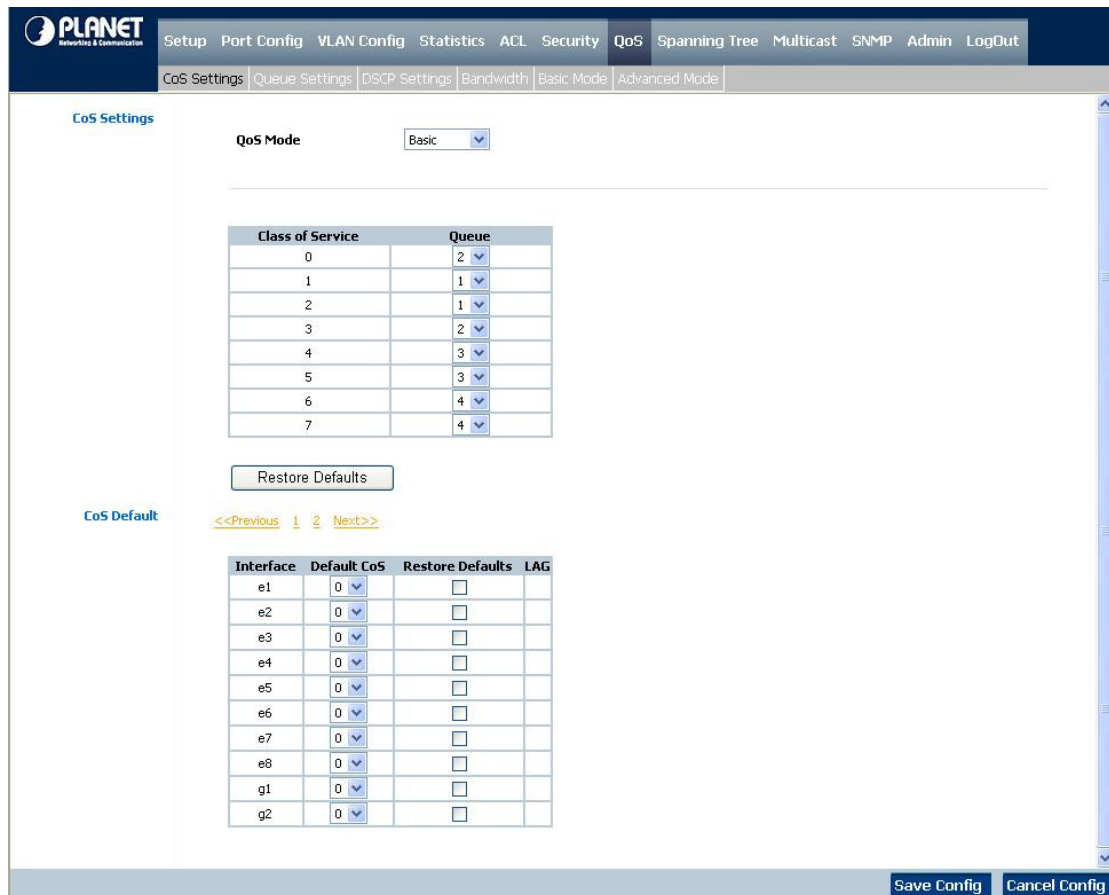 PLANET
Networking & Communication
Setup Port Config VLAN Config Statistics ACL Security QoS Spanning Tree Multicast SNMP Admin LogOut
CoS Settings Queue Settings DSCP Settings Bandwidth Basic Mode Advanced Mode
CoS Settings
QoS Mode Basic
Class of Service Queue
0 2
1 1
2 1
3 2
4 3
5 3
6 4
7 4
Restore Defaults
CoS Default
<<Previous 1 2 Next>>
Interface Default CoS Restore Defaults LAG
e1 0
e2 0
e3 0
e4 0
e5 0
e6 0
e7 0
e8 0
g1 0
g2 0
Save Config Cancel Config